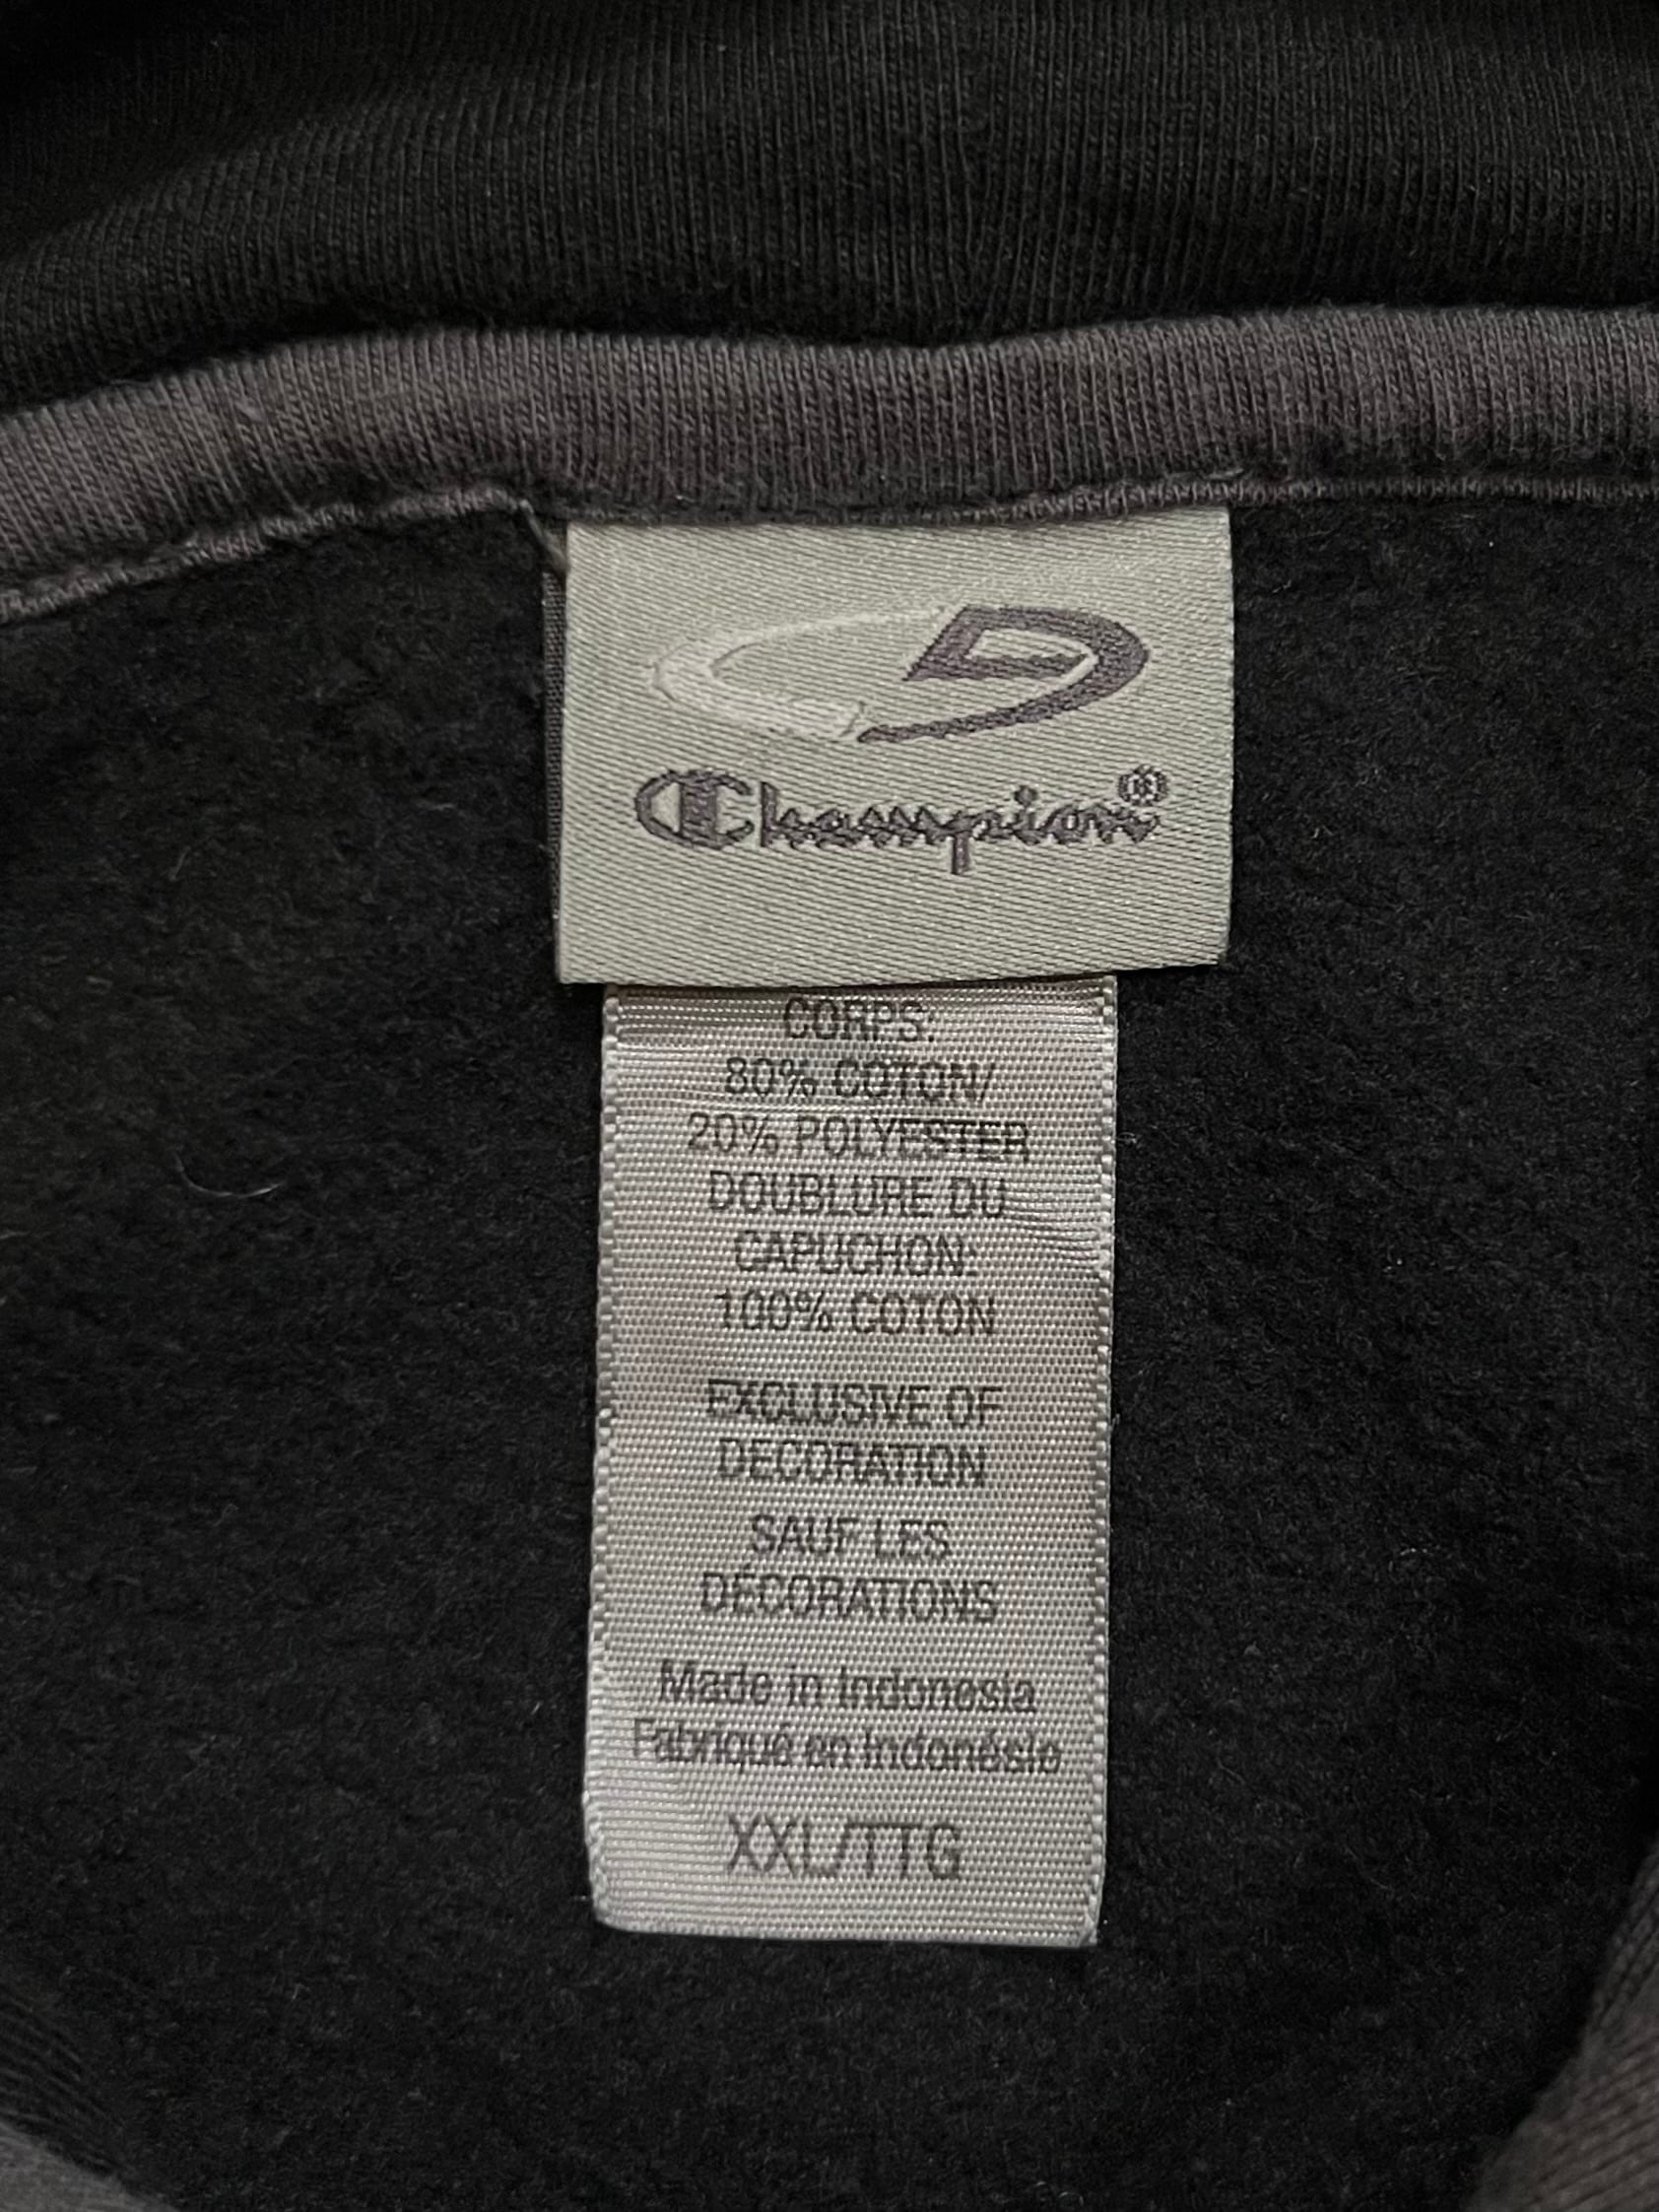 Champion®
CORPS:
80% COTON/
20% POLYESTER
DOUBLURE DU
CAPUCHON:
100% COTON
EXCLUSIVE OF
DECORATION
SAUF LES
DÉCORATIONS
Made in Indonesia
Fabriqué en Indonésie
XXL/TTG